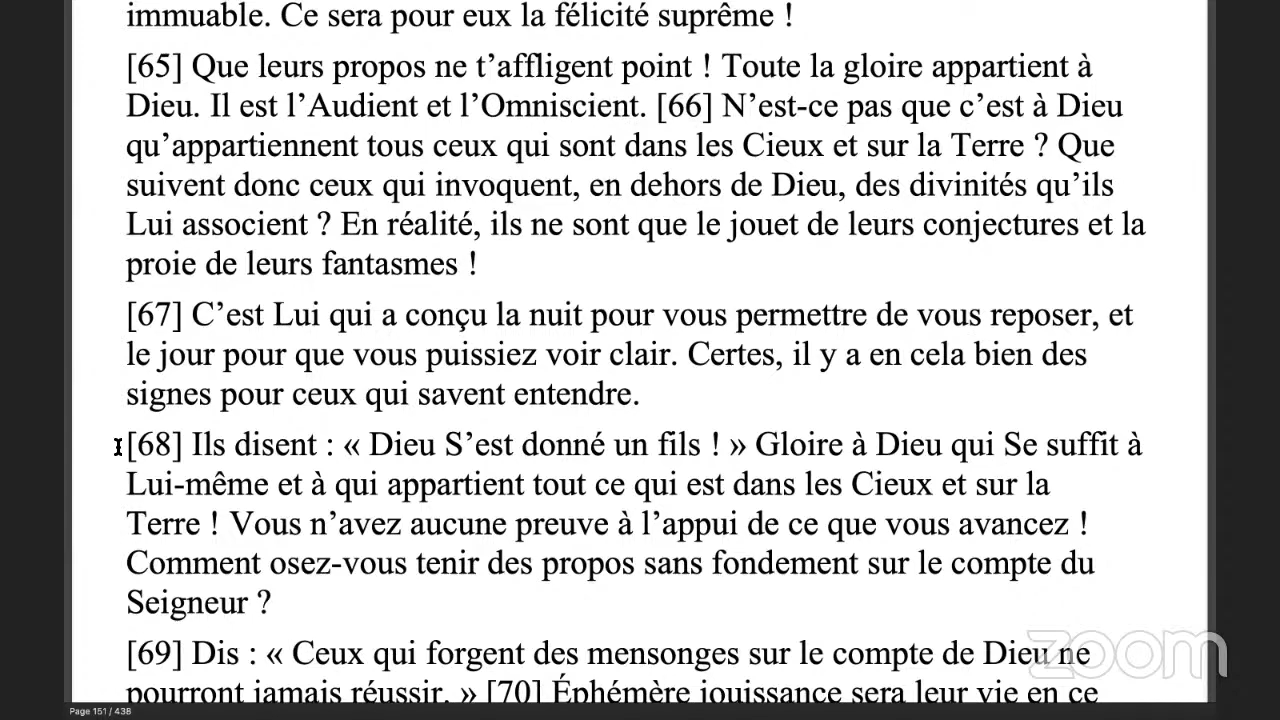 immuable. Ce sera pour eux la félicité suprême !
[65] Que leurs propos ne t’affligent point ! Toute la gloire appartient à
Dieu. Il est l’Audient et l’Omniscient. [66] N’est-ce pas que c’est à Dieu
qu’appartiennent tous ceux qui sont dans les Cieux et sur la Terre ? Que
suivent donc ceux qui invoquent, en dehors de Dieu, des divinités qu’ils
Lui associent ? En réalité, ils ne sont que le jouet de leurs conjectures et la
proie de leurs fantasmes !
[67] C’est Lui qui a conçu la nuit pour vous permettre de vous reposer, et
le jour pour que vous puissiez voir clair. Certes, il y a en cela bien des
signes pour ceux qui savent entendre.
[68] Ils disent : « Dieu S’est donné un fils ! » Gloire à Dieu qui Se suffit à
Lui-même et à qui appartient tout ce qui est dans les Cieux et sur la
Terre ! Vous n’avez aucune preuve à l’appui de ce que vous avancez !
Comment osez-vous tenir des propos sans fondement sur le compte du
Seigneur ?
[69] Dis : « Ceux qui forgent des mensonges sur le compte de Dieu ne
pourront jamais réussir. » [70] Éphémère jouissance sera leur vie en ce
zoom
Page 151 / 438